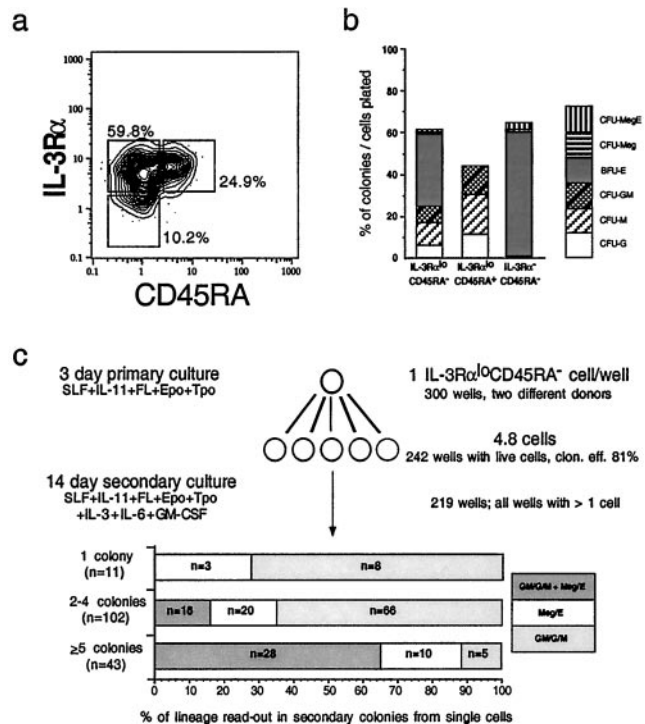 a
IL-3Rα
1000
100
10
1
0.1
59.8%
24.9%
10.2%
0.1 1 10 100 1000
CD45RA
b
% of colonies / cells plated
100
80
60
40
20
0
IL-3Rα^lo CD45RA^-
IL-3Rα^lo CD45RA^+
IL-3Rα^- CD45RA^-
CFU-MegE
CFU-Meg
BFU-E
CFU-GM
CFU-M
CFU-G
c
3 day primary culture
SLF+IL-11+FL+Epo+Tpo
1 IL-3Rα^loCD45RA^- cell/well
300 wells, two different donors
4.8 cells
242 wells with live cells, clon. eff. 81%
14 day secondary culture
SLF+IL-11+FL+Epo+Tpo
+IL-3+IL-6+GM-CSF
219 wells; all wells with > 1 cell
1 colony
(n=11)
n=3
n=8
2-4 colonies
(n=102)
n=16
n=20
n=66
≥5 colonies
(n=43)
n=28
n=10
n=5
GM/G/M + Meg/E
Meg/E
GM/G/M
0 10 20 30 40 50 60 70 80 90 100
% of lineage read-out in secondary colonies from single cells